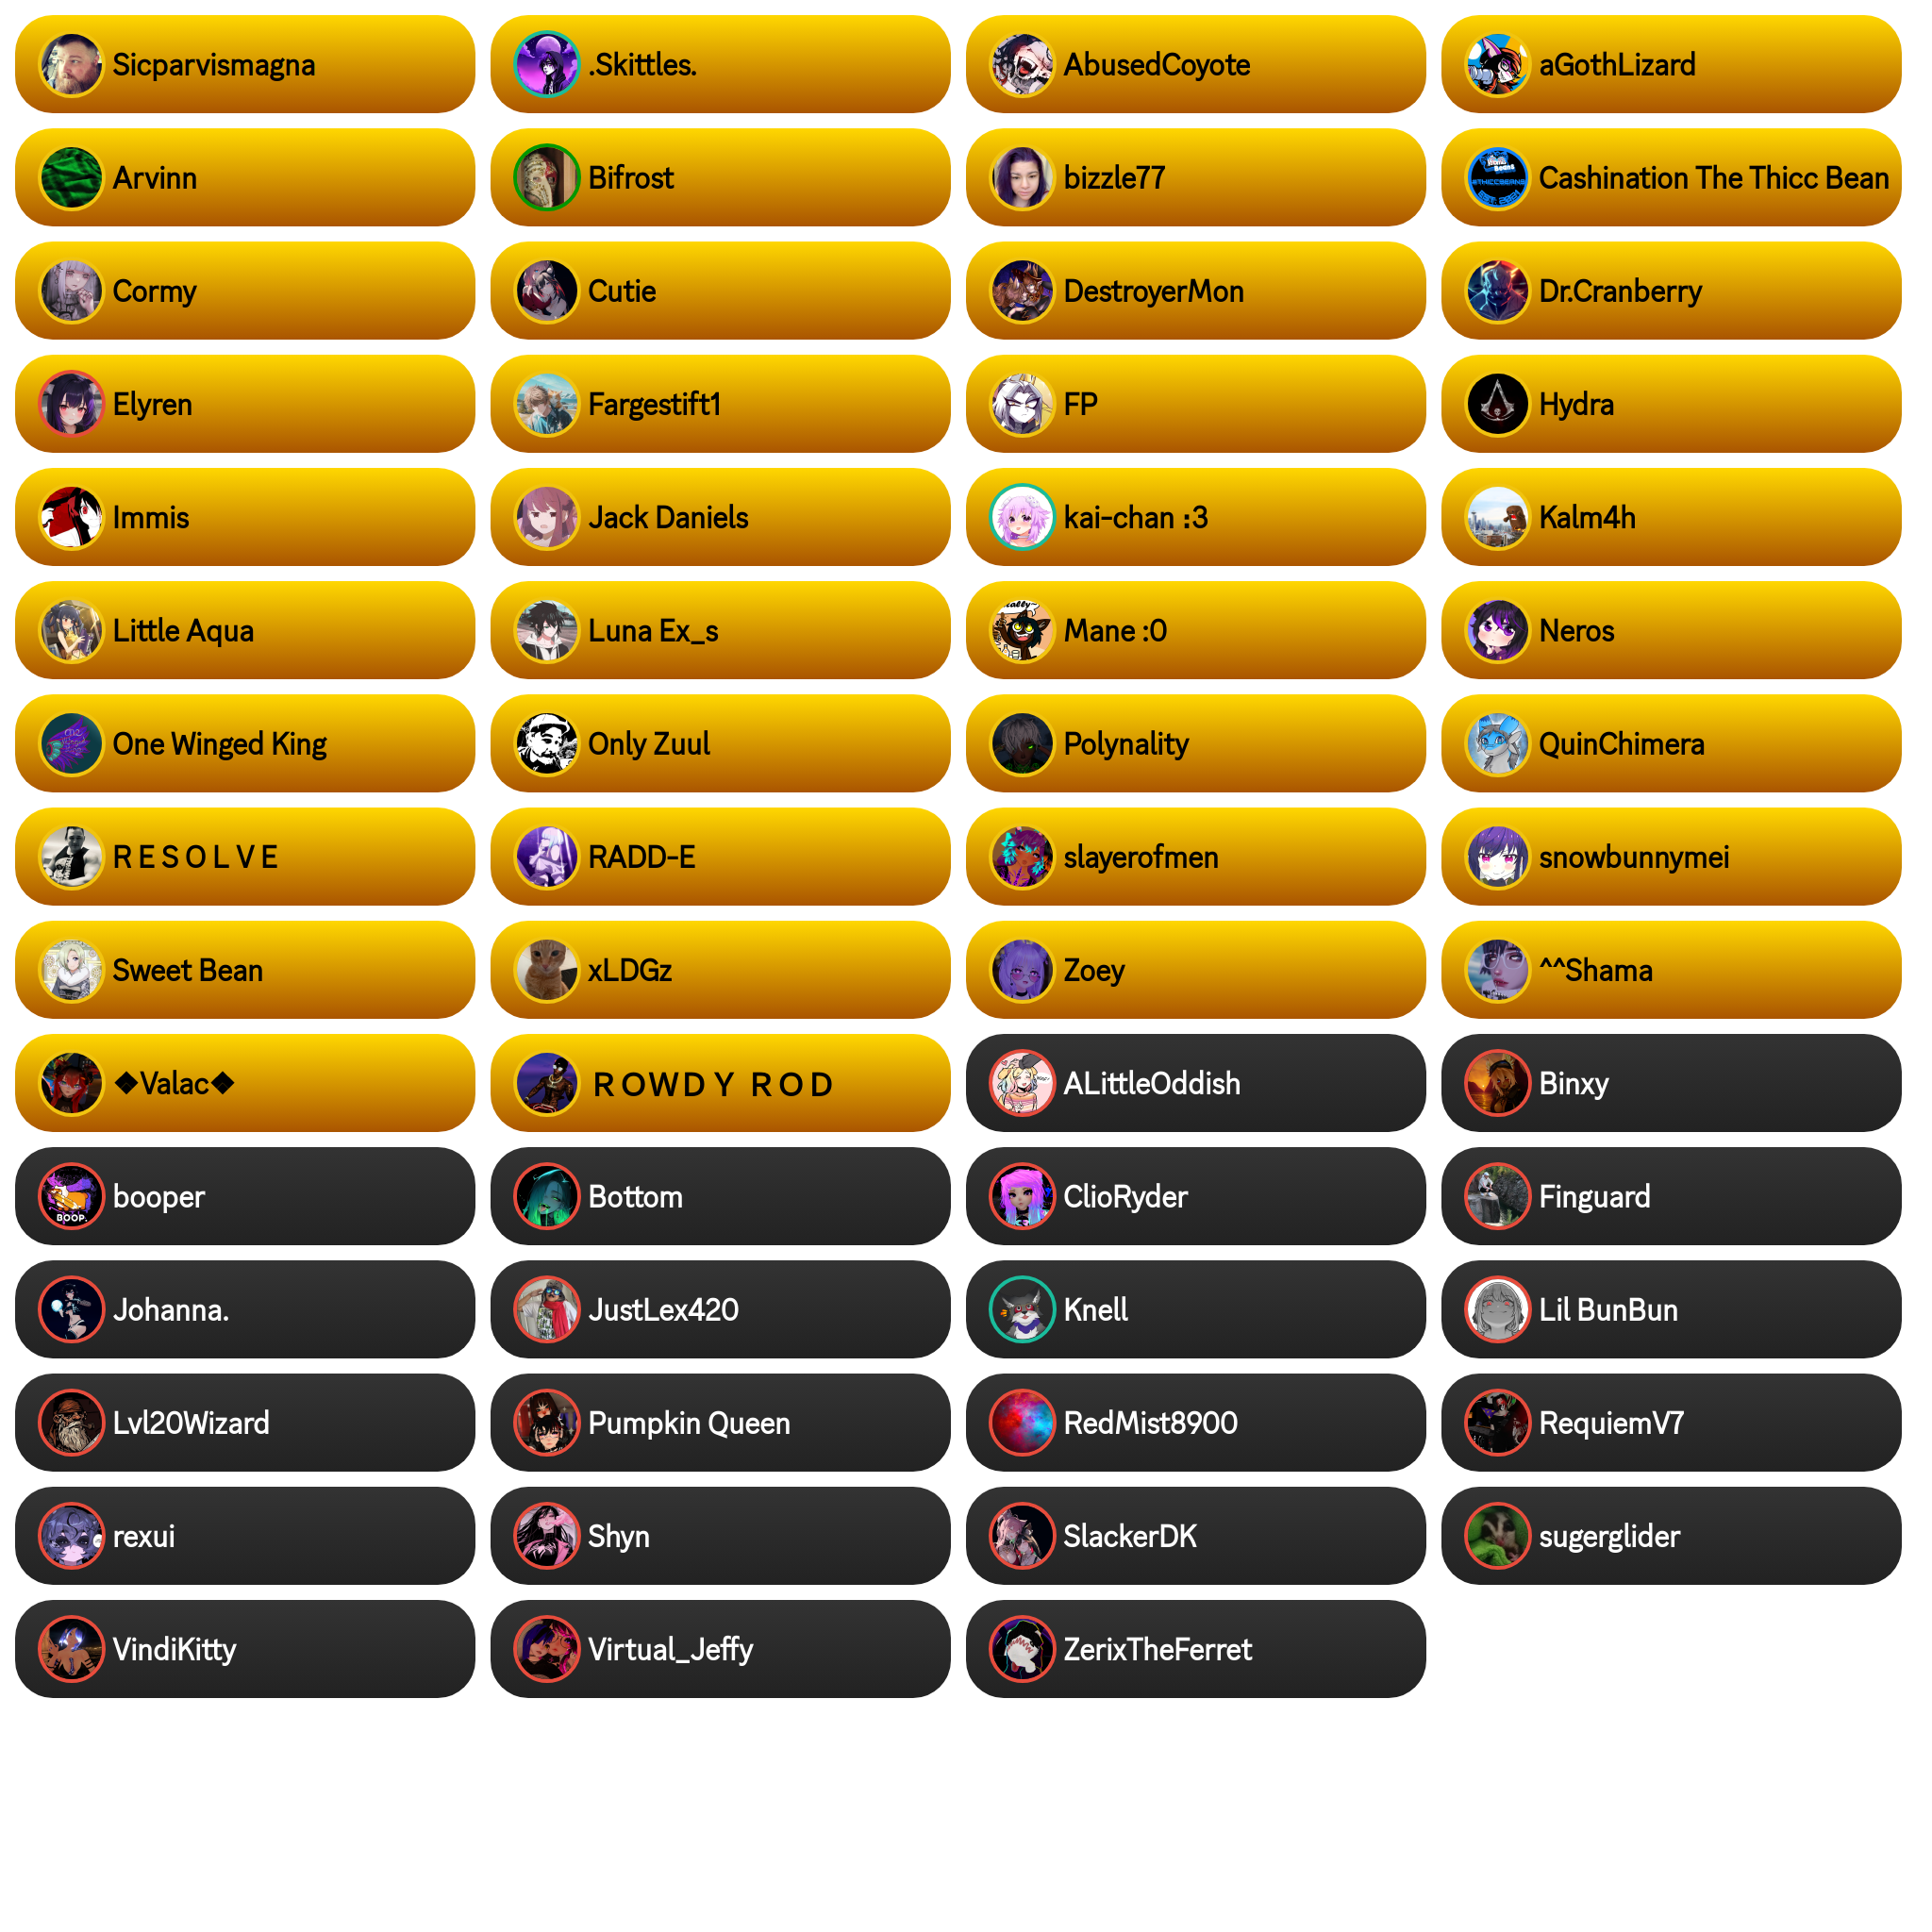 Sicparvismagna
.Skittles.
AbusedCoyote
aGothLizard
Arvinn
Bifrost
bizzle77
Cashination The Thicc Bean
Cormy
Cutie
DestroyerMon
Dr.Cranberry
Elyren
Fargestift1
FP
Hydra
Immis
Jack Daniels
kai-chan :3
Kalm4h
Little Aqua
Luna Ex_s
Mane :0
Neros
One Winged King
Only Zuul
Polynality
QuinChimera
R E S O L V E
RADD-E
slayerofmen
snowbunnymei
Sweet Bean
xLDGz
Zoey
^^Shama
❖Valac❖
ＲＯＷＤＹ ＲＯＤ
ALittleOddish
Binxy
booper
BOOP.
Bottom
ClioRyder
Finguard
Johanna.
JustLex420
Knell
Lil BunBun
Lvl20Wizard
Pumpkin Queen
RedMist8900
RequiemV7
rexui
Shyn
SlackerDK
sugerglider
VindiKitty
Virtual_Jeffy
ZerixTheFerret